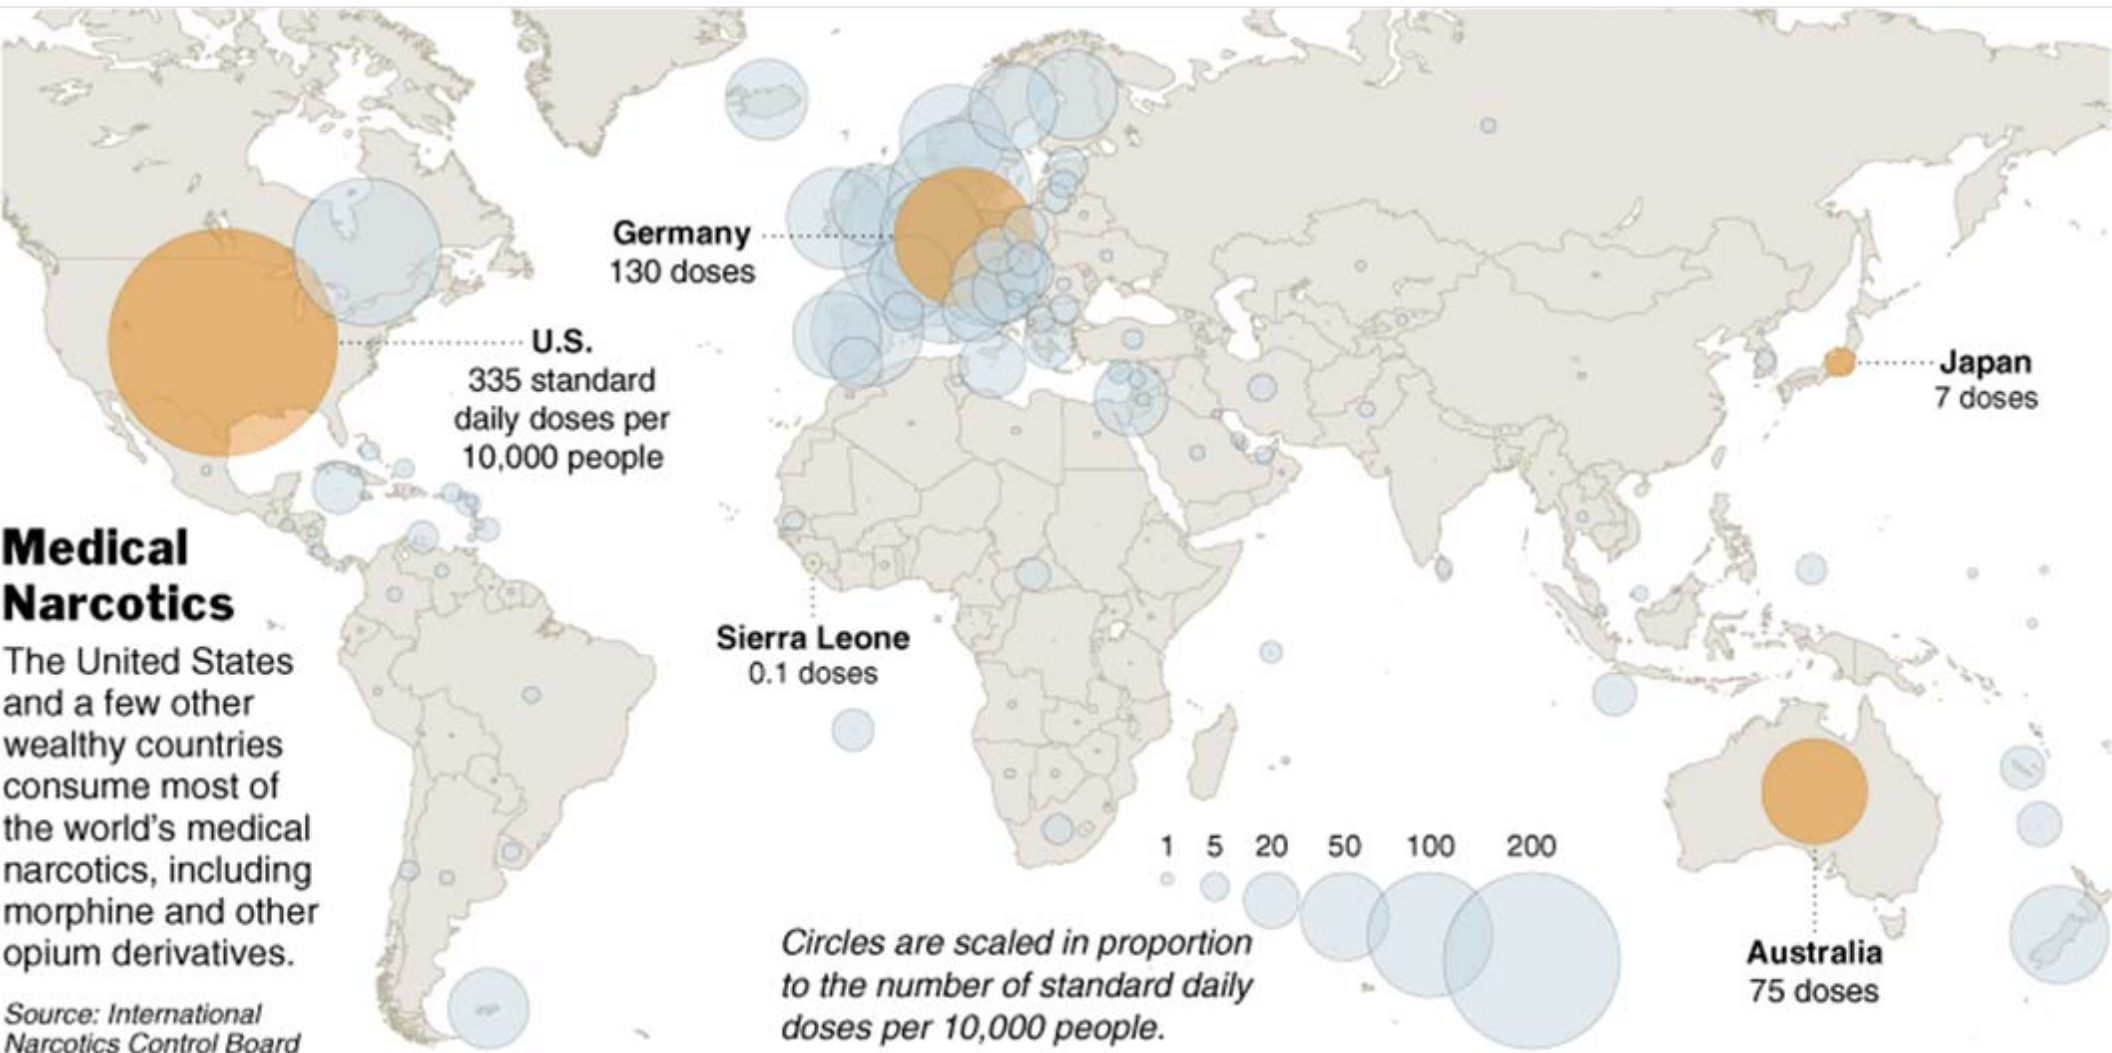 Germany
130 doses
U.S.
335 standard
daily doses per
10,000 people
Japan
7 doses
Medical
Narcotics
The United States
and a few other
wealthy countries
consume most of
the world's medical
narcotics, including
morphine and other
opium derivatives.
Source: International
Narcotics Control Board
Sierra Leone
0.1 doses
1 5 20 50 100 200
Circles are scaled in proportion
to the number of standard daily
doses per 10,000 people.
Australia
75 doses